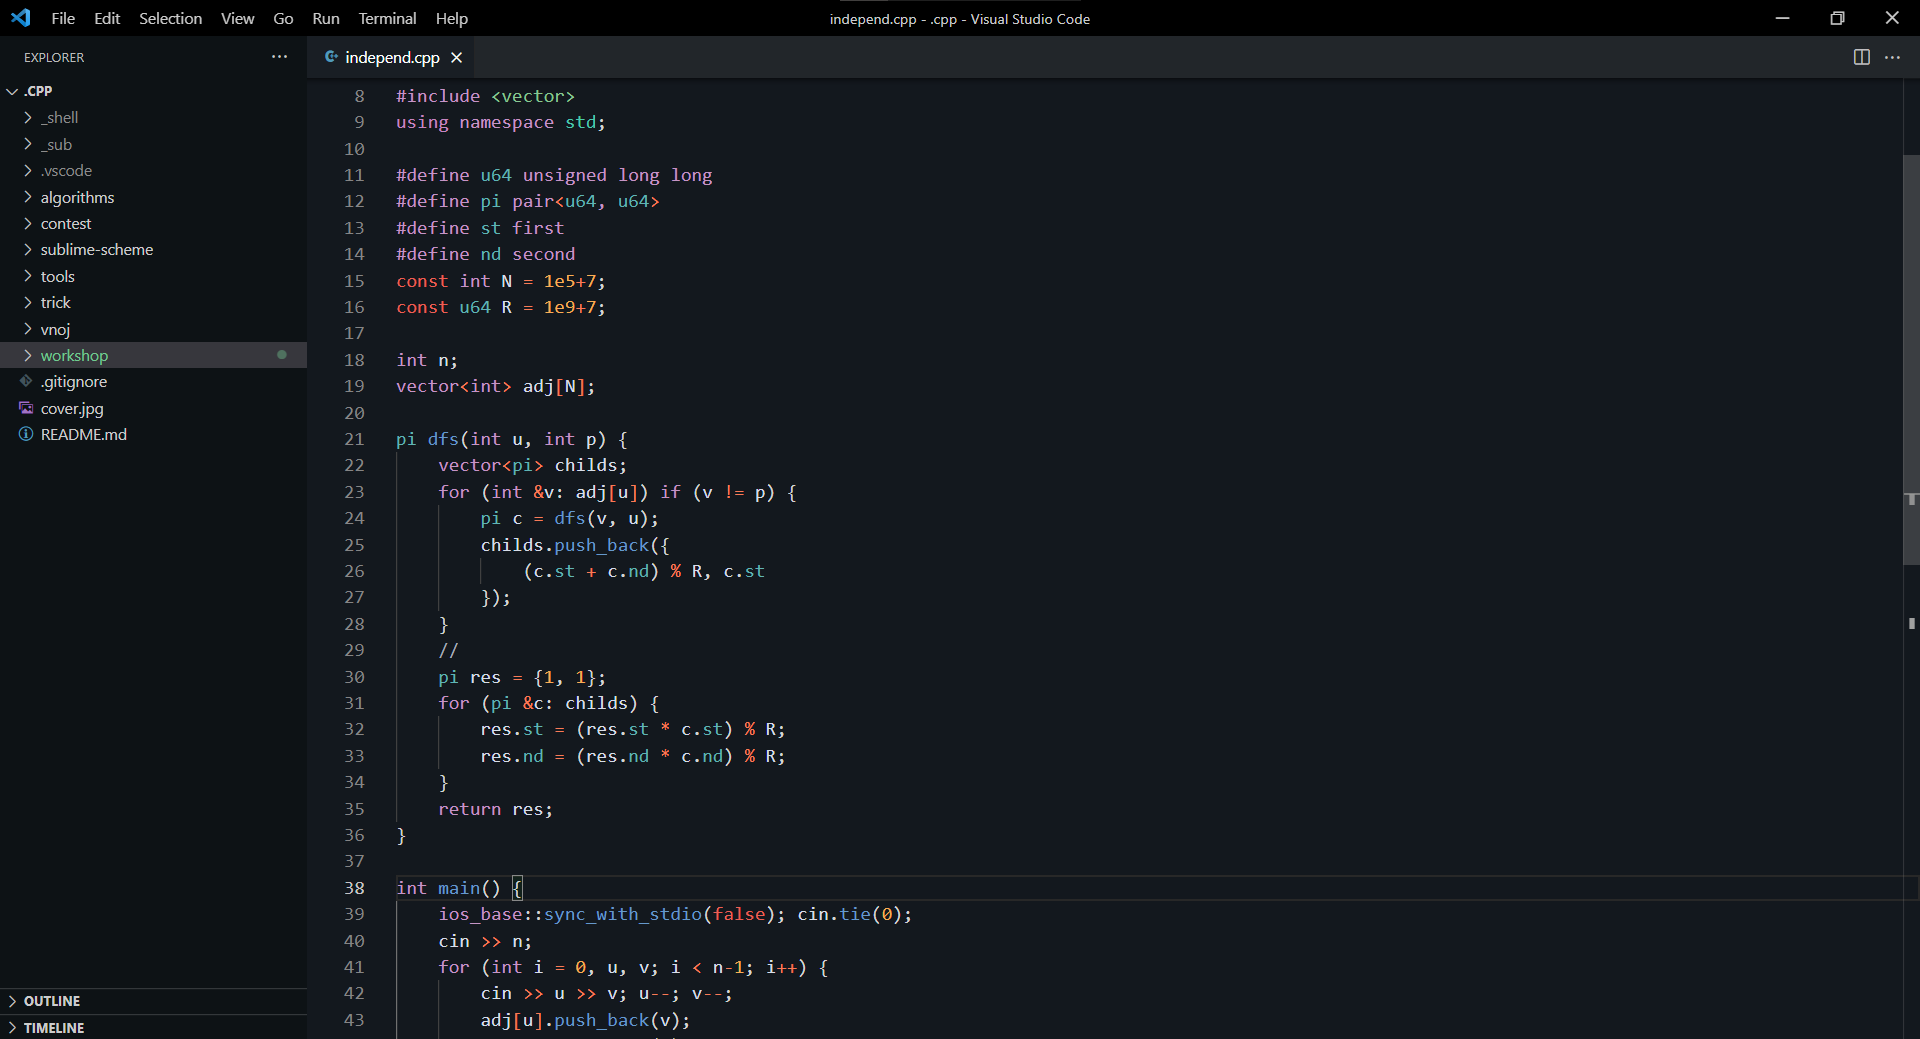 File Edit Selection View Go Run Terminal Help
independ.cpp - .cpp - Visual Studio Code
EXPLORER
.CPP
_shell
_sub
.vscode
algorithms
contest
sublime-scheme
tools
trick
vnoj
workshop
.gitignore
cover.jpg
README.md
OUTLINE
TIMELINE
independ.cpp
8 #include <vector>
9 using namespace std;
10
11 #define u64 unsigned long long
12 #define pi pair<u64, u64>
13 #define st first
14 #define nd second
15 const int N = 1e5+7;
16 const u64 R = 1e9+7;
17
18 int n;
19 vector<int> adj[N];
20
21 pi dfs(int u, int p) {
22     vector<pi> childs;
23     for (int &v: adj[u]) if (v != p) {
24         pi c = dfs(v, u);
25         childs.push_back({
26             (c.st + c.nd) % R, c.st
27         });
28     }
29     //
30     pi res = {1, 1};
31     for (pi &c: childs) {
32         res.st = (res.st * c.st) % R;
33         res.nd = (res.nd * c.nd) % R;
34     }
35     return res;
36 }
37
38 int main() {
39     ios_base::sync_with_stdio(false); cin.tie(0);
40     cin >> n;
41     for (int i = 0, u, v; i < n-1; i++) {
42         cin >> u >> v; u--; v--;
43         adj[u].push_back(v);